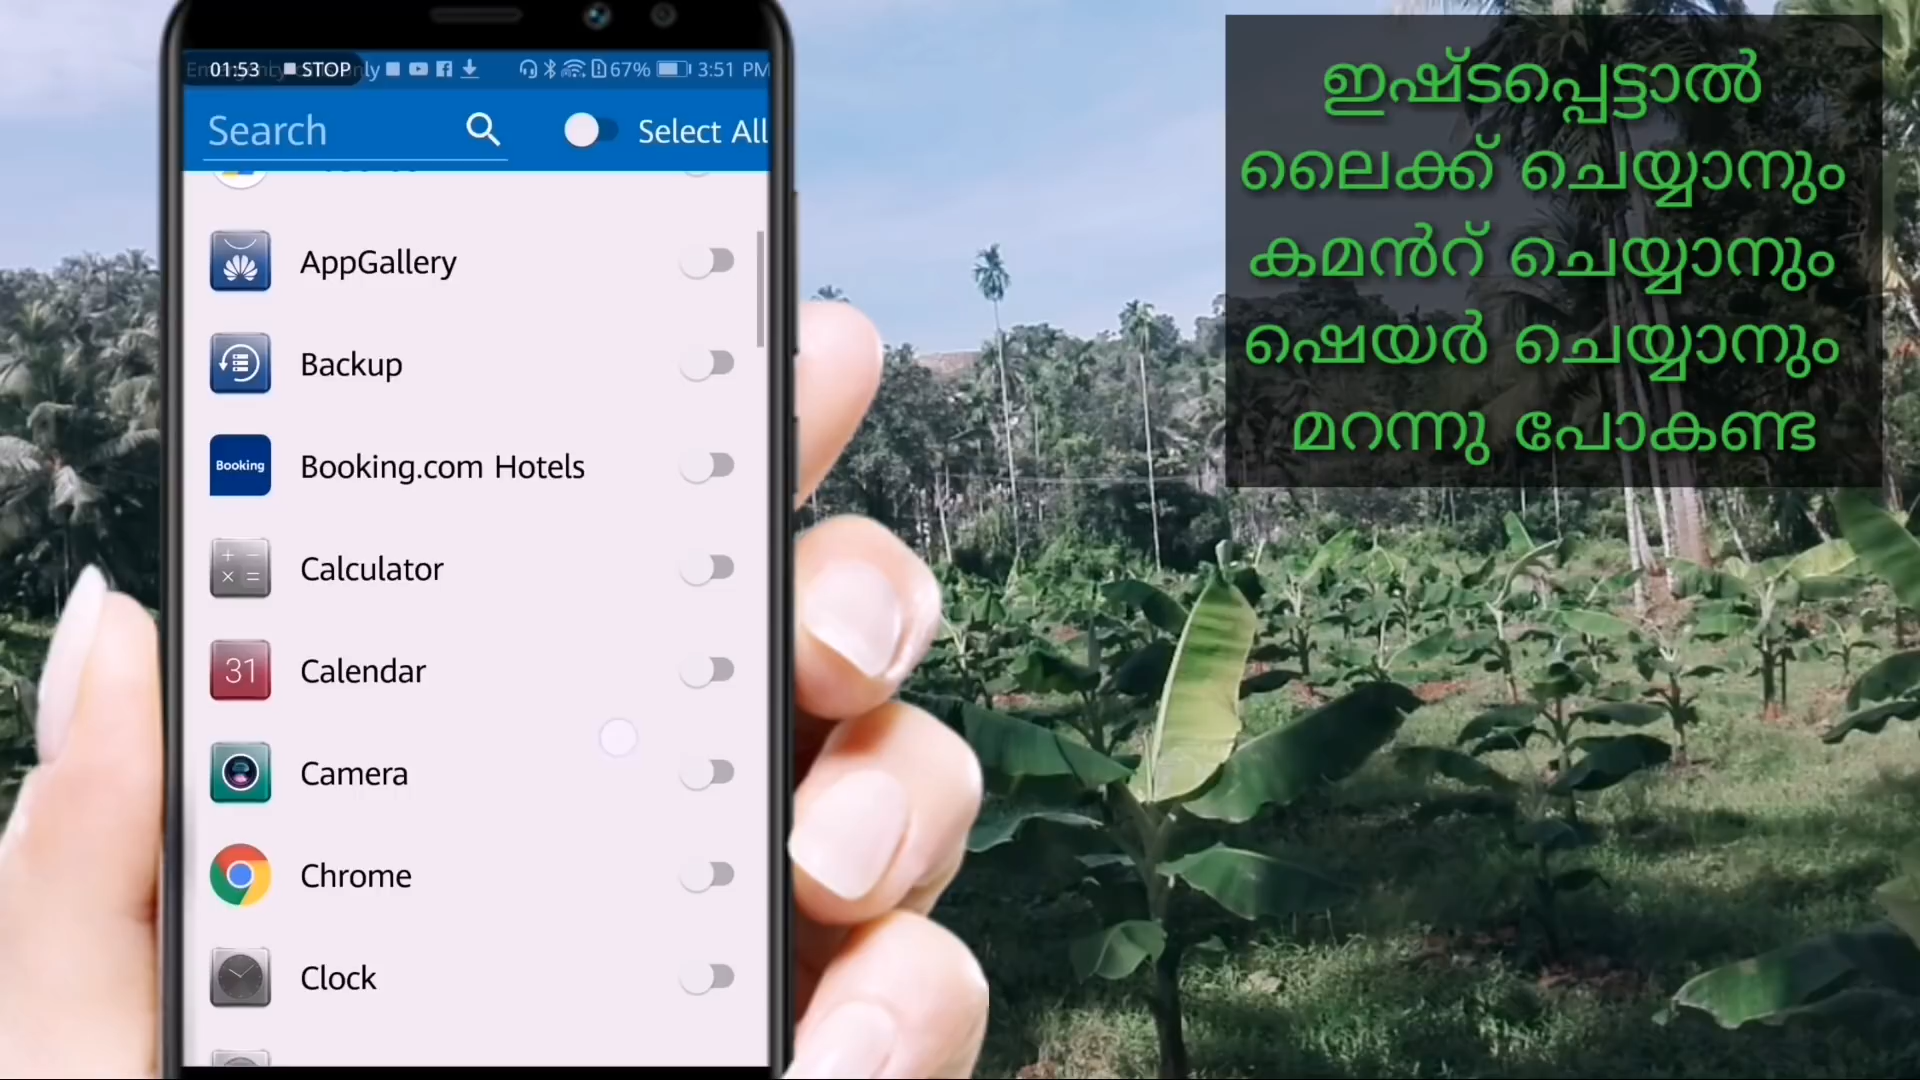 01:53 STOP 67% 3:51 PM
Search Select All
AppGallery
Backup
Booking Booking.com Hotels
Calculator
31 Calendar
Camera
Chrome
Clock
ഇഷ്ടപ്പെട്ടാൽ
ലൈക്ക് ചെയ്യാനും
കമൻറ് ചെയ്യാനും
ഷെയർ ചെയ്യാനും
മറന്നു പോകണ്ട